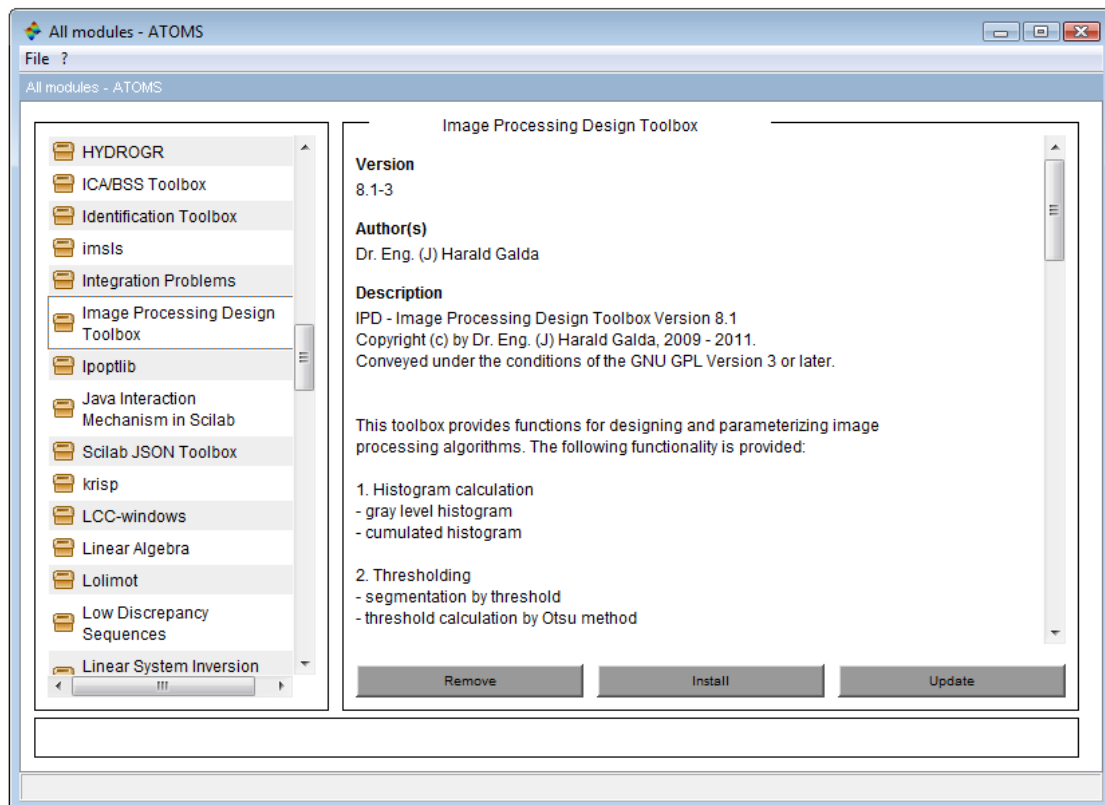 All modules - ATOMS
File ?
All modules - ATOMS
HYDROGR
ICA/BSS Toolbox
Identification Toolbox
imsls
Integration Problems
Image Processing Design
Toolbox
Ipoptlib
Java Interaction
Mechanism in Scilab
Scilab JSON Toolbox
krisp
LCC-windows
Linear Algebra
Lolimot
Low Discrepancy
Sequences
Linear System Inversion
Image Processing Design Toolbox
Version
8.1-3
Author(s)
Dr. Eng. (J) Harald Galda
Description
IPD - Image Processing Design Toolbox Version 8.1
Copyright (c) by Dr. Eng. (J) Harald Galda, 2009 - 2011.
Conveyed under the conditions of the GNU GPL Version 3 or later.
This toolbox provides functions for designing and parameterizing image
processing algorithms. The following functionality is provided:
1. Histogram calculation
- gray level histogram
- cumulated histogram
2. Thresholding
- segmentation by threshold
- threshold calculation by Otsu method
Remove Install Update